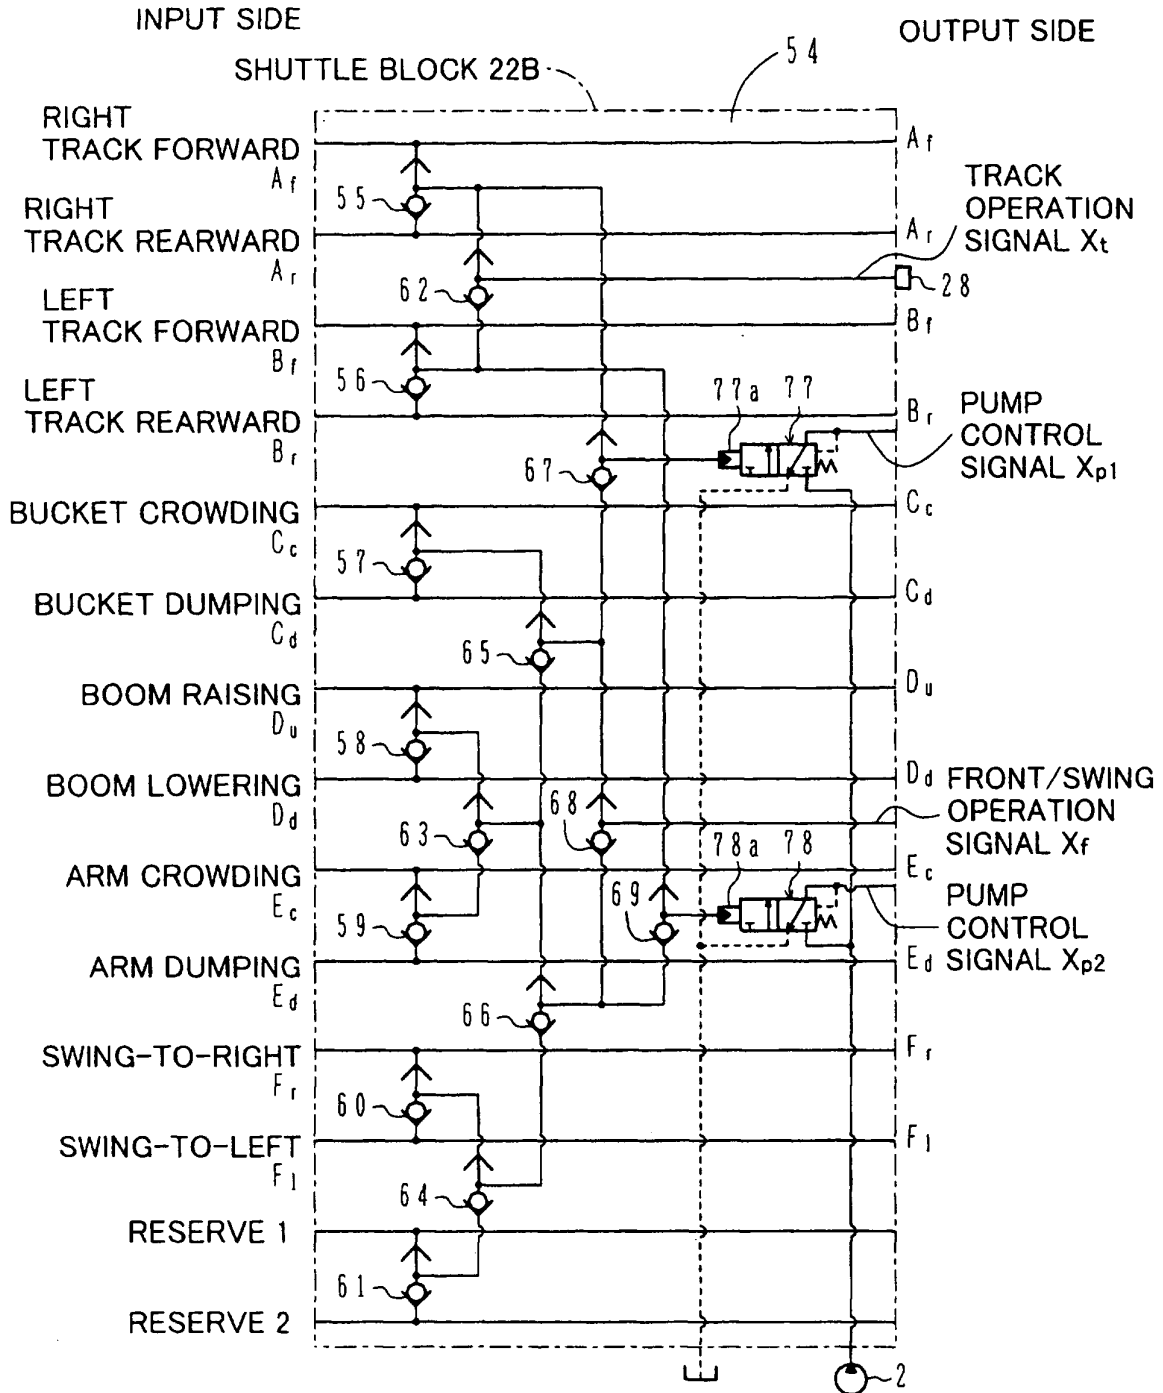 INPUT SIDE
OUTPUT SIDE
54
SHUTTLE BLOCK 22B
RIGHT
TRACK FORWARD
Af
Af
55
TRACK
OPERATION
SIGNAL Xt
RIGHT
TRACK REARWARD
Ar
Ar
62
28
LEFT
TRACK FORWARD
Bf
Bf
56
77a
77
LEFT
TRACK REARWARD
Br
Br
PUMP
CONTROL
SIGNAL Xp1
67
BUCKET CROWDING
Cc
Cc
57
BUCKET DUMPING
Cd
Cd
65
BOOM RAISING
Du
Du
58
BOOM LOWERING
Dd
Dd
FRONT/SWING
OPERATION
SIGNAL Xf
63
68
78a
78
ARM CROWDING
Ec
Ec
59
69
PUMP
CONTROL
SIGNAL Xp2
ARM DUMPING
Ed
Ed
66
SWING-TO-RIGHT
Fr
Fr
60
SWING-TO-LEFT
Fl
Fl
64
RESERVE 1
61
RESERVE 2
2